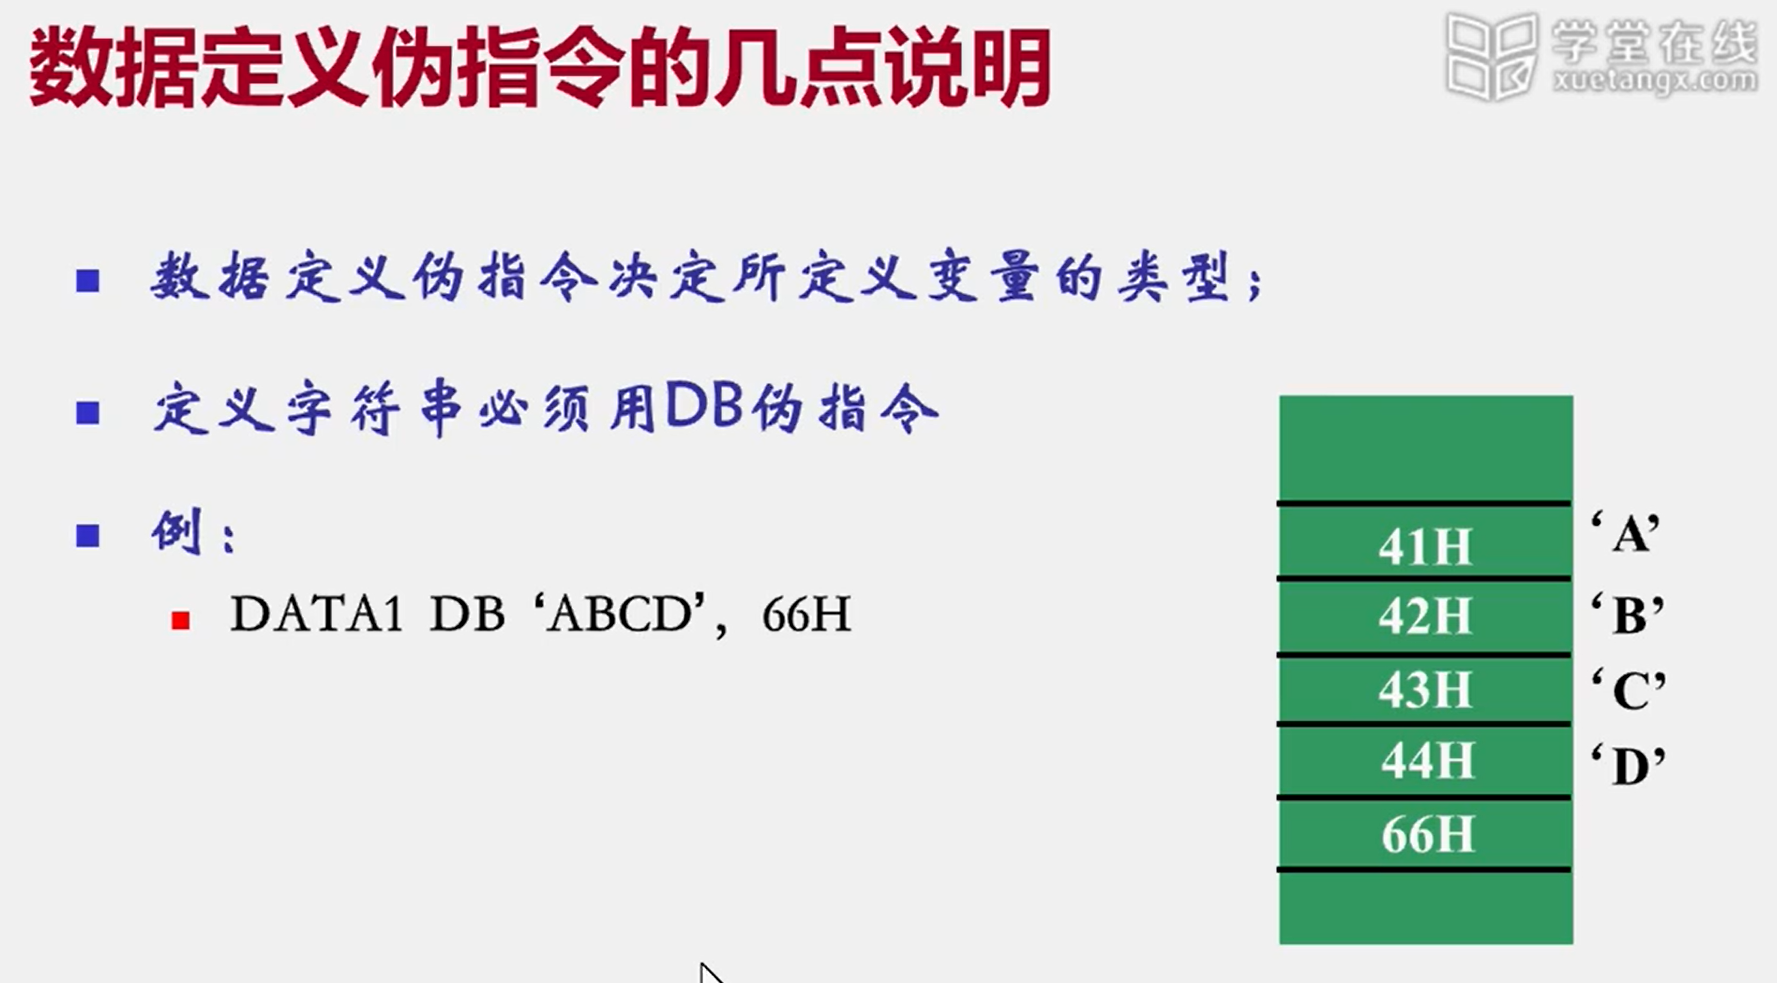 数据定义伪指令的几点说明
学堂在线
xuetangx.com
数据定义伪指令决定所定义变量的类型；
定义字符串必须用DB伪指令
例：
DATA1 DB ‘ABCD’, 66H
41H ‘A’
42H ‘B’
43H ‘C’
44H ‘D’
66H